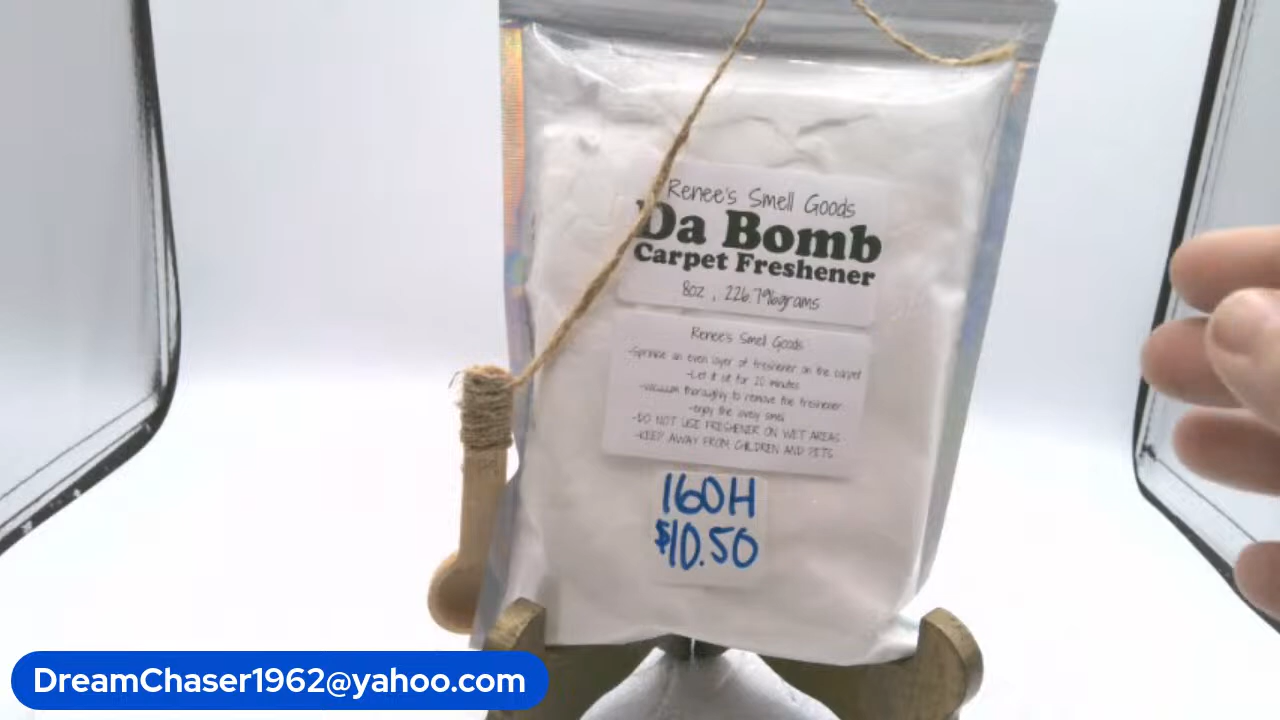 Renee's Smell Goods
Da Bomb
Carpet Freshener
8oz , 226.796grams
Renee's Smell Goods
-Sprinkle an even layer of freshener on the carpet
-Let it sit for 20 minutes
-vacuum thoroughly to remove the freshener
-enjoy the lovely smell
-DO NOT USE FRESHENER ON WET AREAS
-KEEP AWAY FROM CHILDREN AND PETS
160H
$10.50
DreamChaser1962@yahoo.com